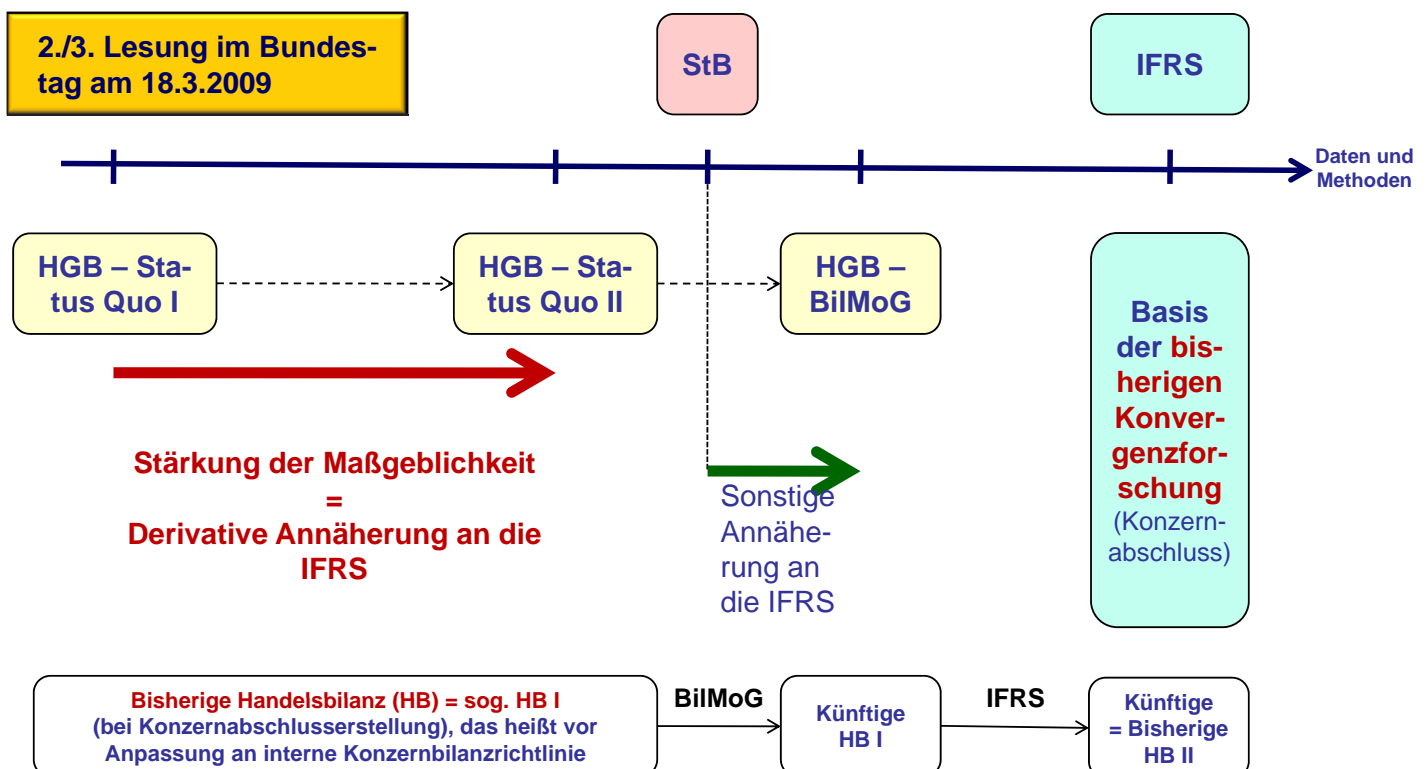 2./3. Lesung im Bundes-
tag am 18.3.2009
StB
IFRS
Daten und
Methoden
HGB – Sta-
tus Quo I
HGB – Sta-
tus Quo II
HGB –
BilMoG
Basis
der bis-
herigen
Konver-
genzfor-
schung
(Konzern-
abschluss)
Stärkung der Maßgeblichkeit
=
Derivative Annäherung an die
IFRS
Sonstige
Annähe-
rung an
die IFRS
Bisherige Handelsbilanz (HB) = sog. HB I
(bei Konzernabschlusserstellung), das heißt vor
Anpassung an interne Konzernbilanzrichtlinie
BilMoG
Künftige
HB I
IFRS
Künftige
= Bisherige
HB II